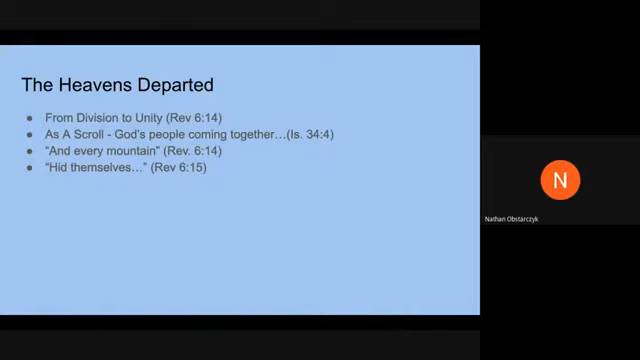 The Heavens Departed
● From Division to Unity (Rev 6:14)
● As A Scroll - God's people coming together…(Is. 34:4)
● “And every mountain” (Rev. 6:14)
● “Hid themselves…” (Rev 6:15)
N
Nathan Obstarczyk